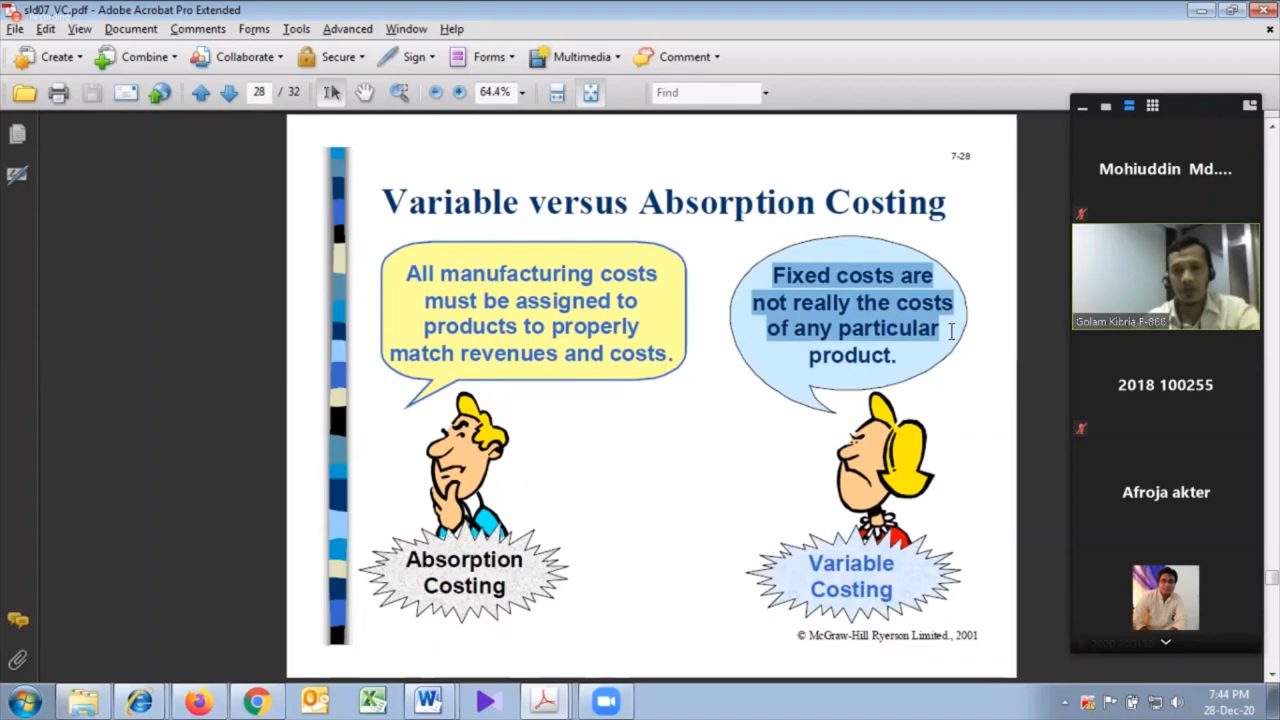 sld07_VC.pdf - Adobe Acrobat Pro Extended
File Edit View Document Comments Forms Tools Advanced Window Help
Create Combine Collaborate Secure Sign Forms Multimedia Comment
28 / 32 64.4% Find
7-28
Variable versus Absorption Costing
All manufacturing costs
must be assigned to
products to properly
match revenues and costs.
Fixed costs are
not really the costs
of any particular
product.
Absorption
Costing
Variable
Costing
© McGraw-Hill Ryerson Limited., 2001
Mohiuddin Md....
Golam Kibria F-866
2018 100255
Afroja akter
7:44 PM
28-Dec-20